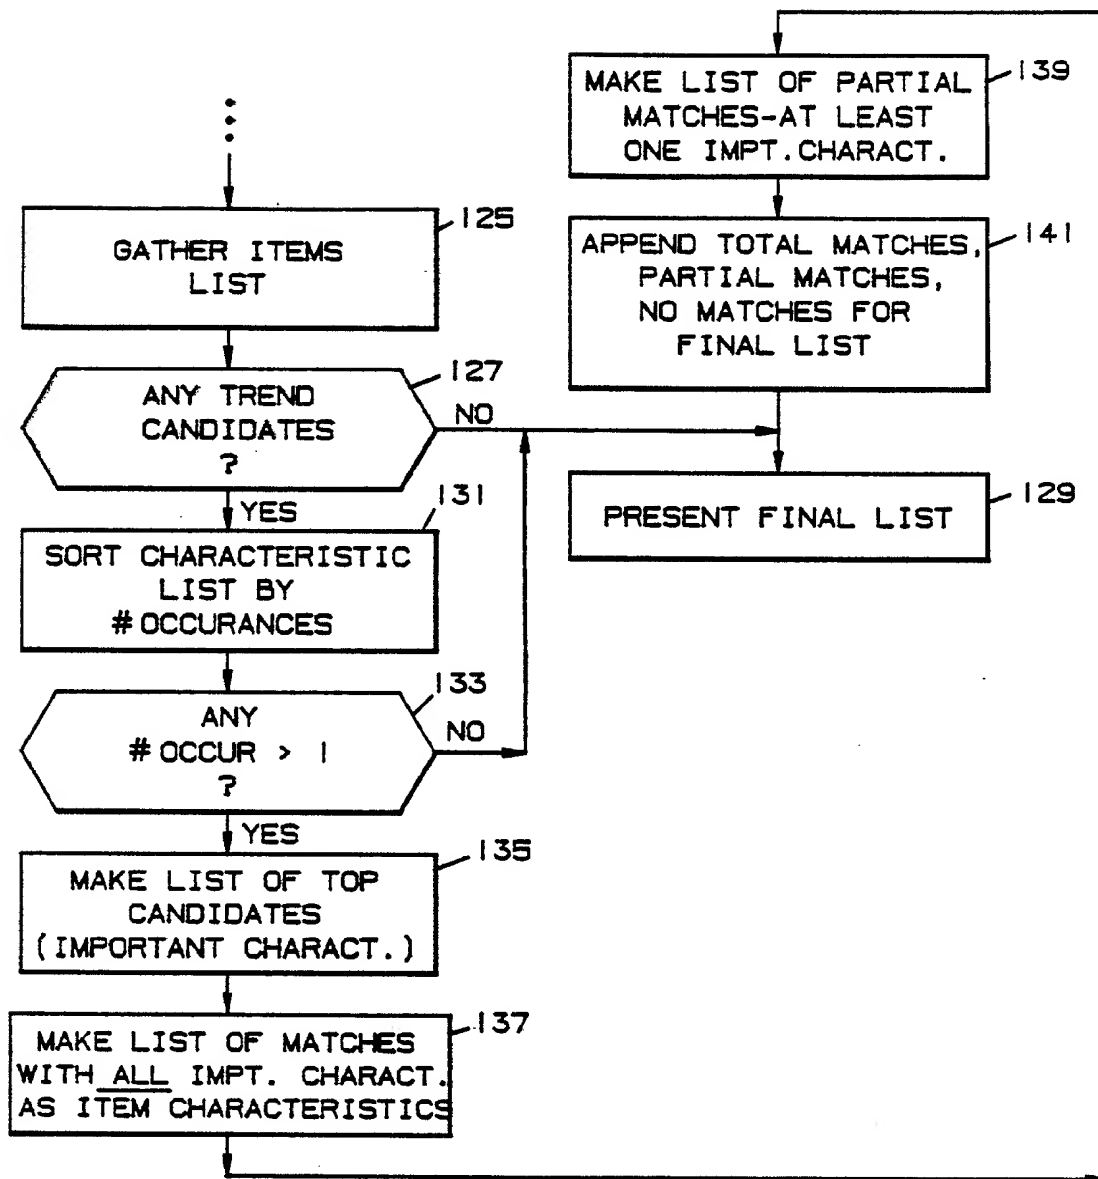 125
GATHER ITEMS
LIST
127
ANY TREND
CANDIDATES
?
NO
YES
131
SORT CHARACTERISTIC
LIST BY
# OCCURANCES
133
ANY
# OCCUR > 1
?
NO
YES
135
MAKE LIST OF TOP
CANDIDATES
(IMPORTANT CHARACT.)
137
MAKE LIST OF MATCHES
WITH ALL IMPT. CHARACT.
AS ITEM CHARACTERISTICS
139
MAKE LIST OF PARTIAL
MATCHES-AT LEAST
ONE IMPT.CHARACT.
141
APPEND TOTAL MATCHES,
PARTIAL MATCHES,
NO MATCHES FOR
FINAL LIST
129
PRESENT FINAL LIST